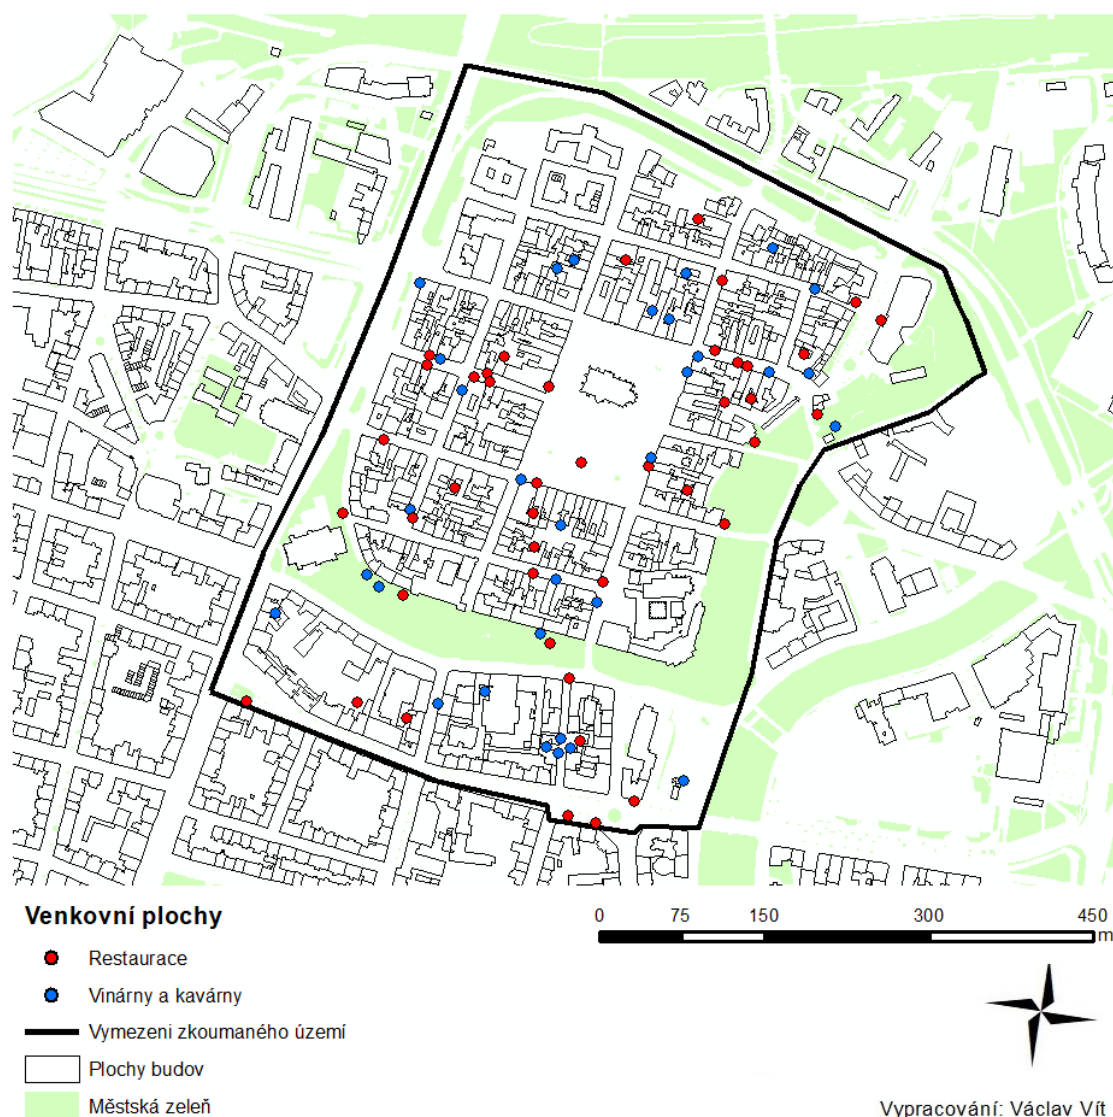 Venkovní plochy
0 75 150 300 450
m
Restaurace
Vinárny a kavárny
Vymezeni zkoumaného území
Plochy budov
Městská zeleň
Vypracování: Václav Vít